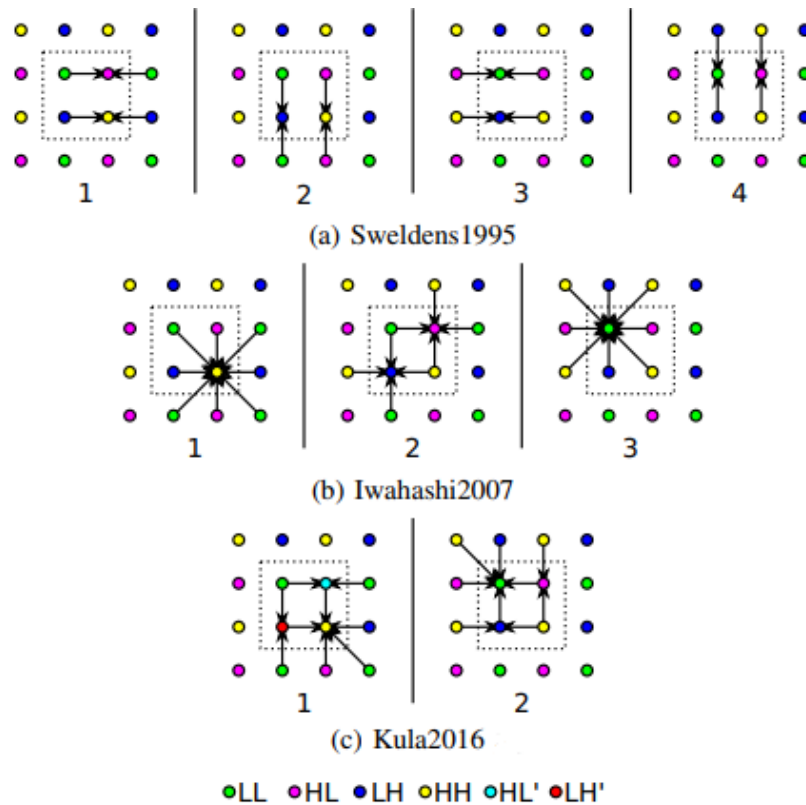 1 2 3 4
(a) Sweldens1995
1 2 3
(b) Iwahashi2007
1 2
(c) Kula2016
LL HL LH HH HL' LH'